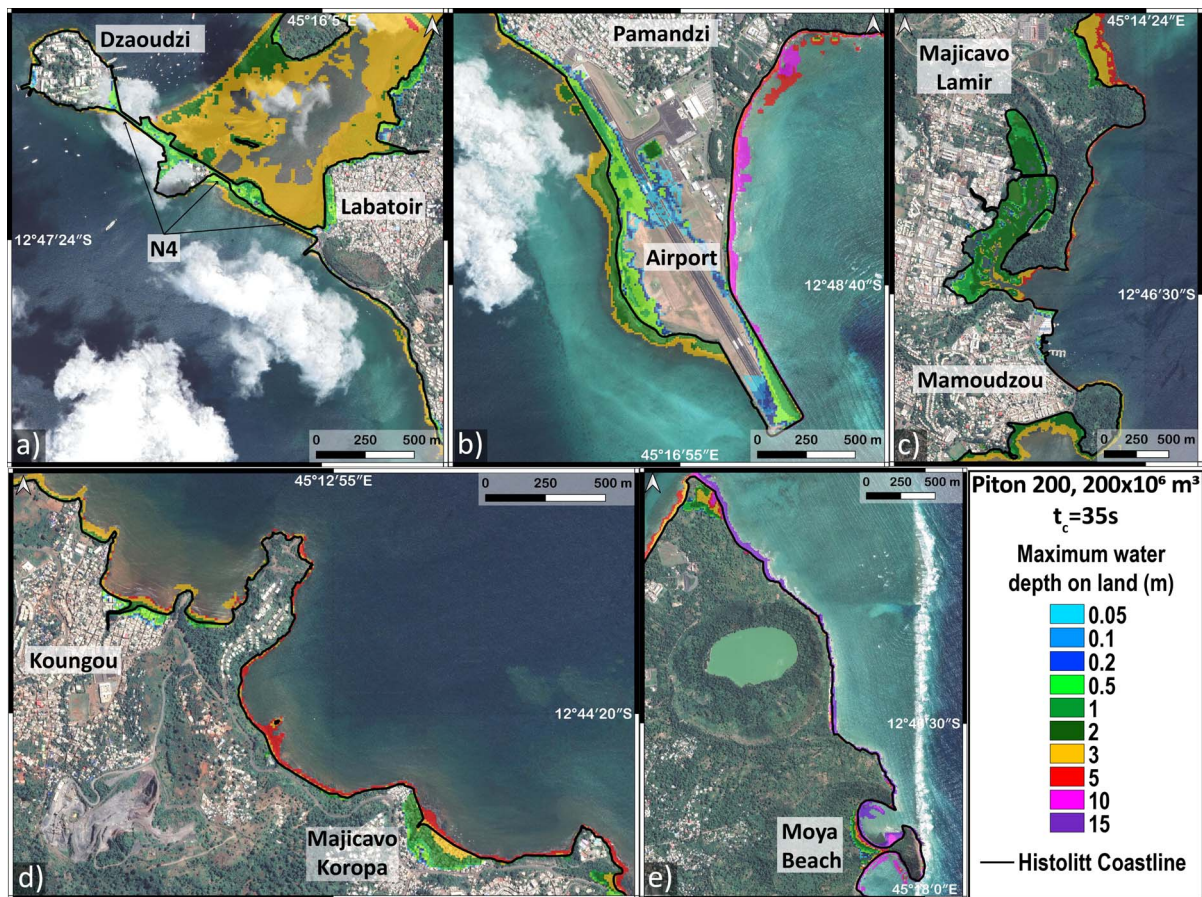 45°16'5"E
Dzaoudzi
Labatoir
N4
12°47'24"S
0 250 500 m
a)
Pamandzi
Airport
12°48'40"S
0 250 500 m
45°16'55"E
b)
45°14'24"E
Majicavo
Lamir
12°46'30"S
Mamoudzou
0 250 500 m
c)
45°12'55"E
0 250 500 m
Koungou
12°44'20"S
Majicavo
Koropa
d)
0 250 500 m
Moya
Beach
45°18'0"E
e)
Piton 200, 200x10⁶ m³
t_c=35s
Maximum water
depth on land (m)
0.05
0.1
0.2
0.5
1
2
3
5
10
15
Histolitt Coastline